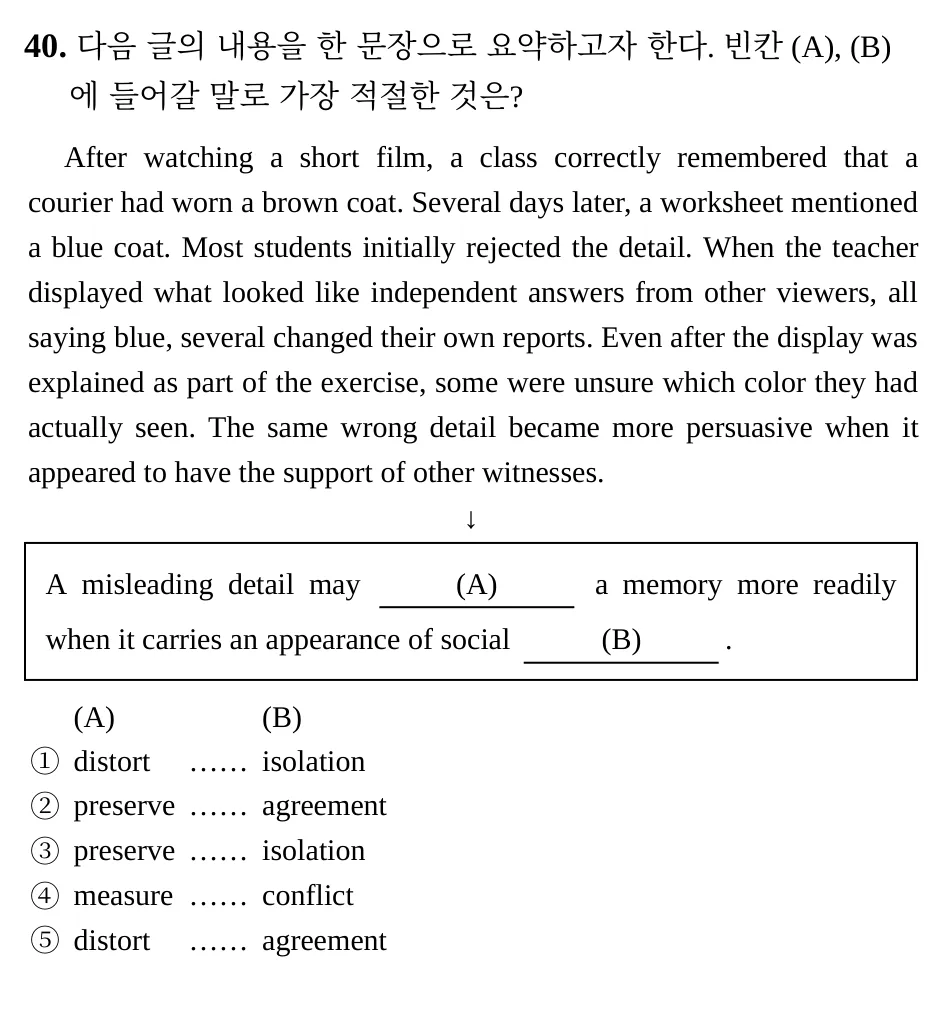 40. 다음 글의 내용을 한 문장으로 요약하고자 한다. 빈칸 (A), (B)
에 들어갈 말로 가장 적절한 것은?
After watching a short film, a class correctly remembered that a
courier had worn a brown coat. Several days later, a worksheet mentioned
a blue coat. Most students initially rejected the detail. When the teacher
displayed what looked like independent answers from other viewers, all
saying blue, several changed their own reports. Even after the display was
explained as part of the exercise, some were unsure which color they had
actually seen. The same wrong detail became more persuasive when it
appeared to have the support of other witnesses.
↓
A misleading detail may (A) a memory more readily
when it carries an appearance of social (B) .
(A) (B)
① distort …… isolation
② preserve …… agreement
③ preserve …… isolation
④ measure …… conflict
⑤ distort …… agreement